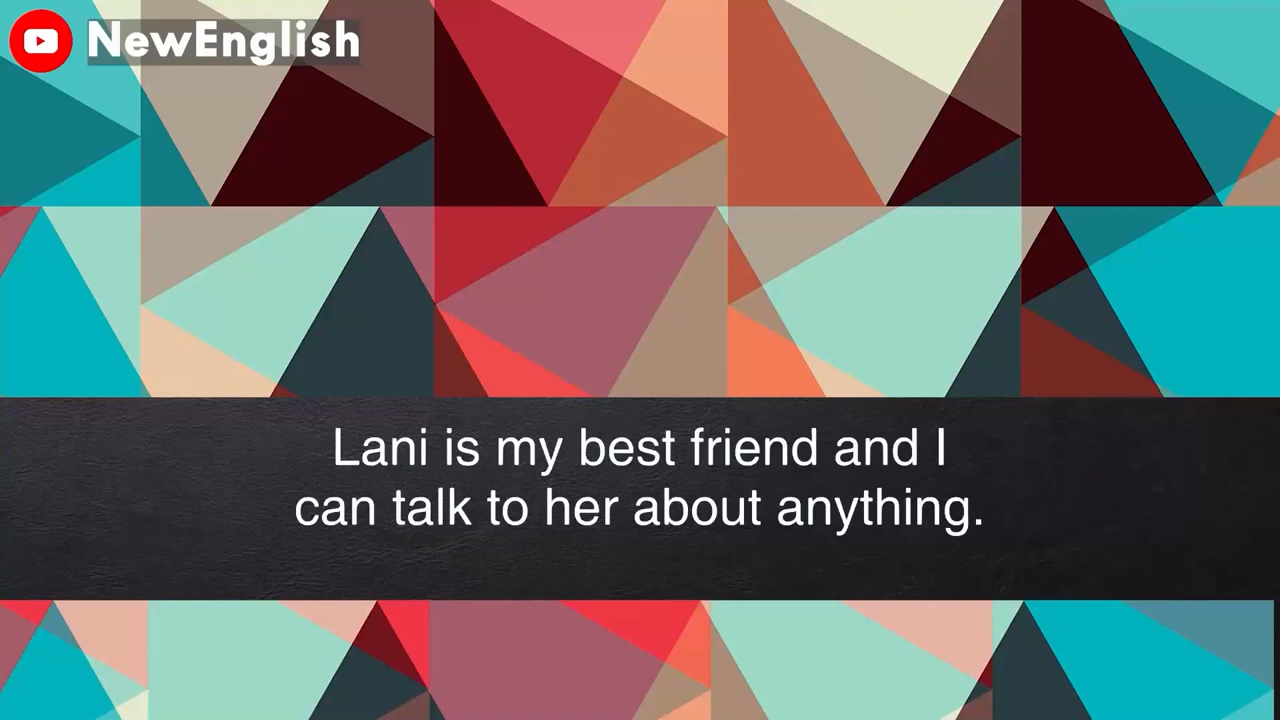 NewEnglish
Lani is my best friend and I
can talk to her about anything.